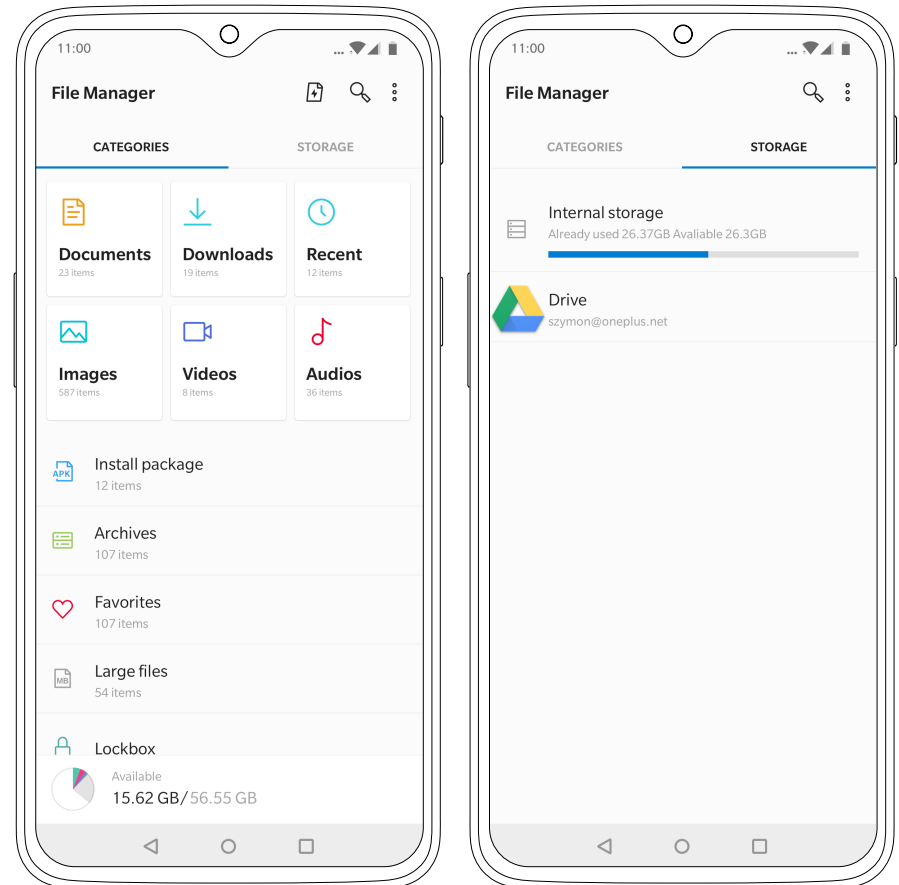 11:00
File Manager
CATEGORIES STORAGE
Documents
23 items
Downloads
19 items
Recent
12 items
Images
587 items
Videos
8 items
Audios
36 items
APK
Install package
12 items
Archives
107 items
Favorites
107 items
MB
Large files
54 items
Lockbox
Available
15.62 GB/56.55 GB
11:00
File Manager
CATEGORIES STORAGE
Internal storage
Already used 26.37GB Avaliable 26.3GB
Drive
szymon@oneplus.net